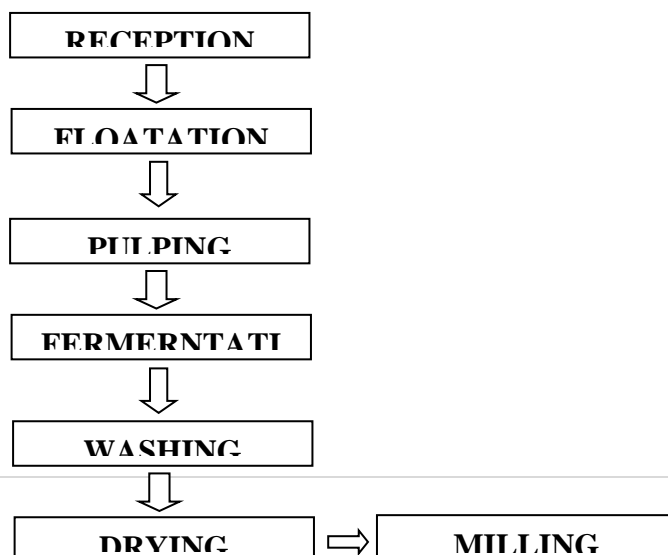 RECEPTION
FLOATATION
PULPING
FERMERNTATI
WASHING
DRYING
MILLING